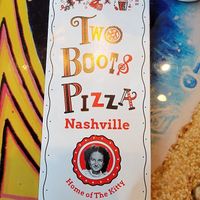 Two
Boots
Pizza
Nashville
Home of The Kitty